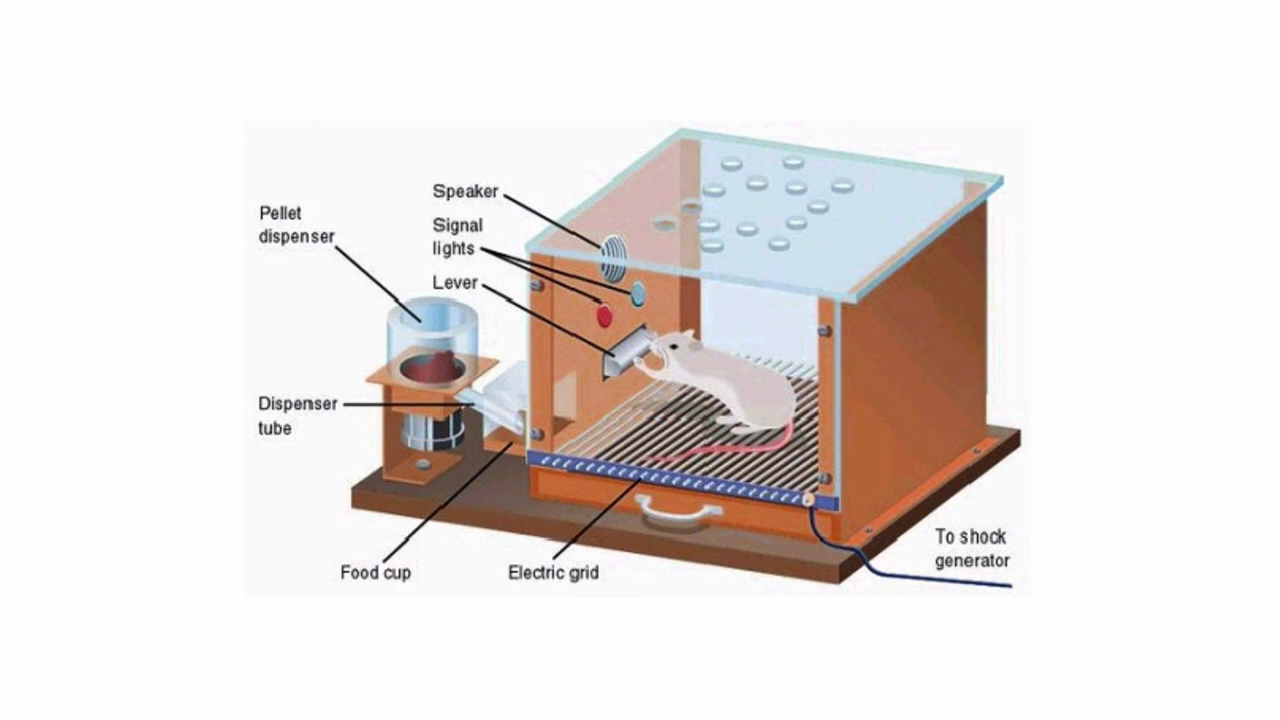 Speaker
Pellet
dispenser
Signal
lights
Lever
Dispenser
tube
Food cup
Electric grid
To shock
generator